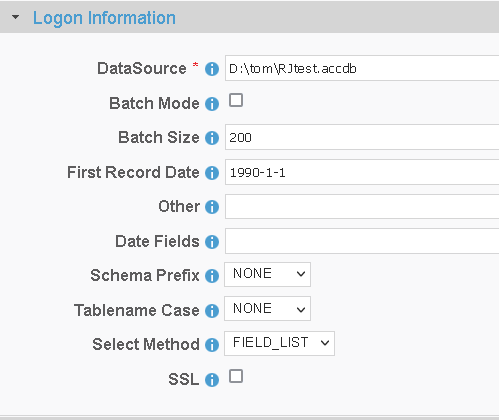 Logon Information
DataSource * D:\tom\RJtest.accdb
Batch Mode
Batch Size 200
First Record Date 1990-1-1
Other
Date Fields
Schema Prefix NONE
Tablename Case NONE
Select Method FIELD_LIST
SSL